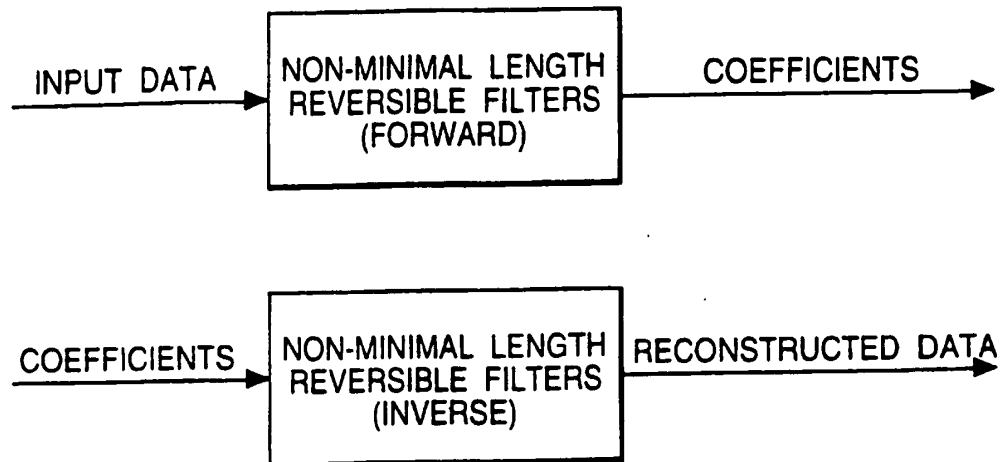 INPUT DATA
NON-MINIMAL LENGTH
REVERSIBLE FILTERS
(FORWARD)
COEFFICIENTS
COEFFICIENTS
NON-MINIMAL LENGTH
REVERSIBLE FILTERS
(INVERSE)
RECONSTRUCTED DATA